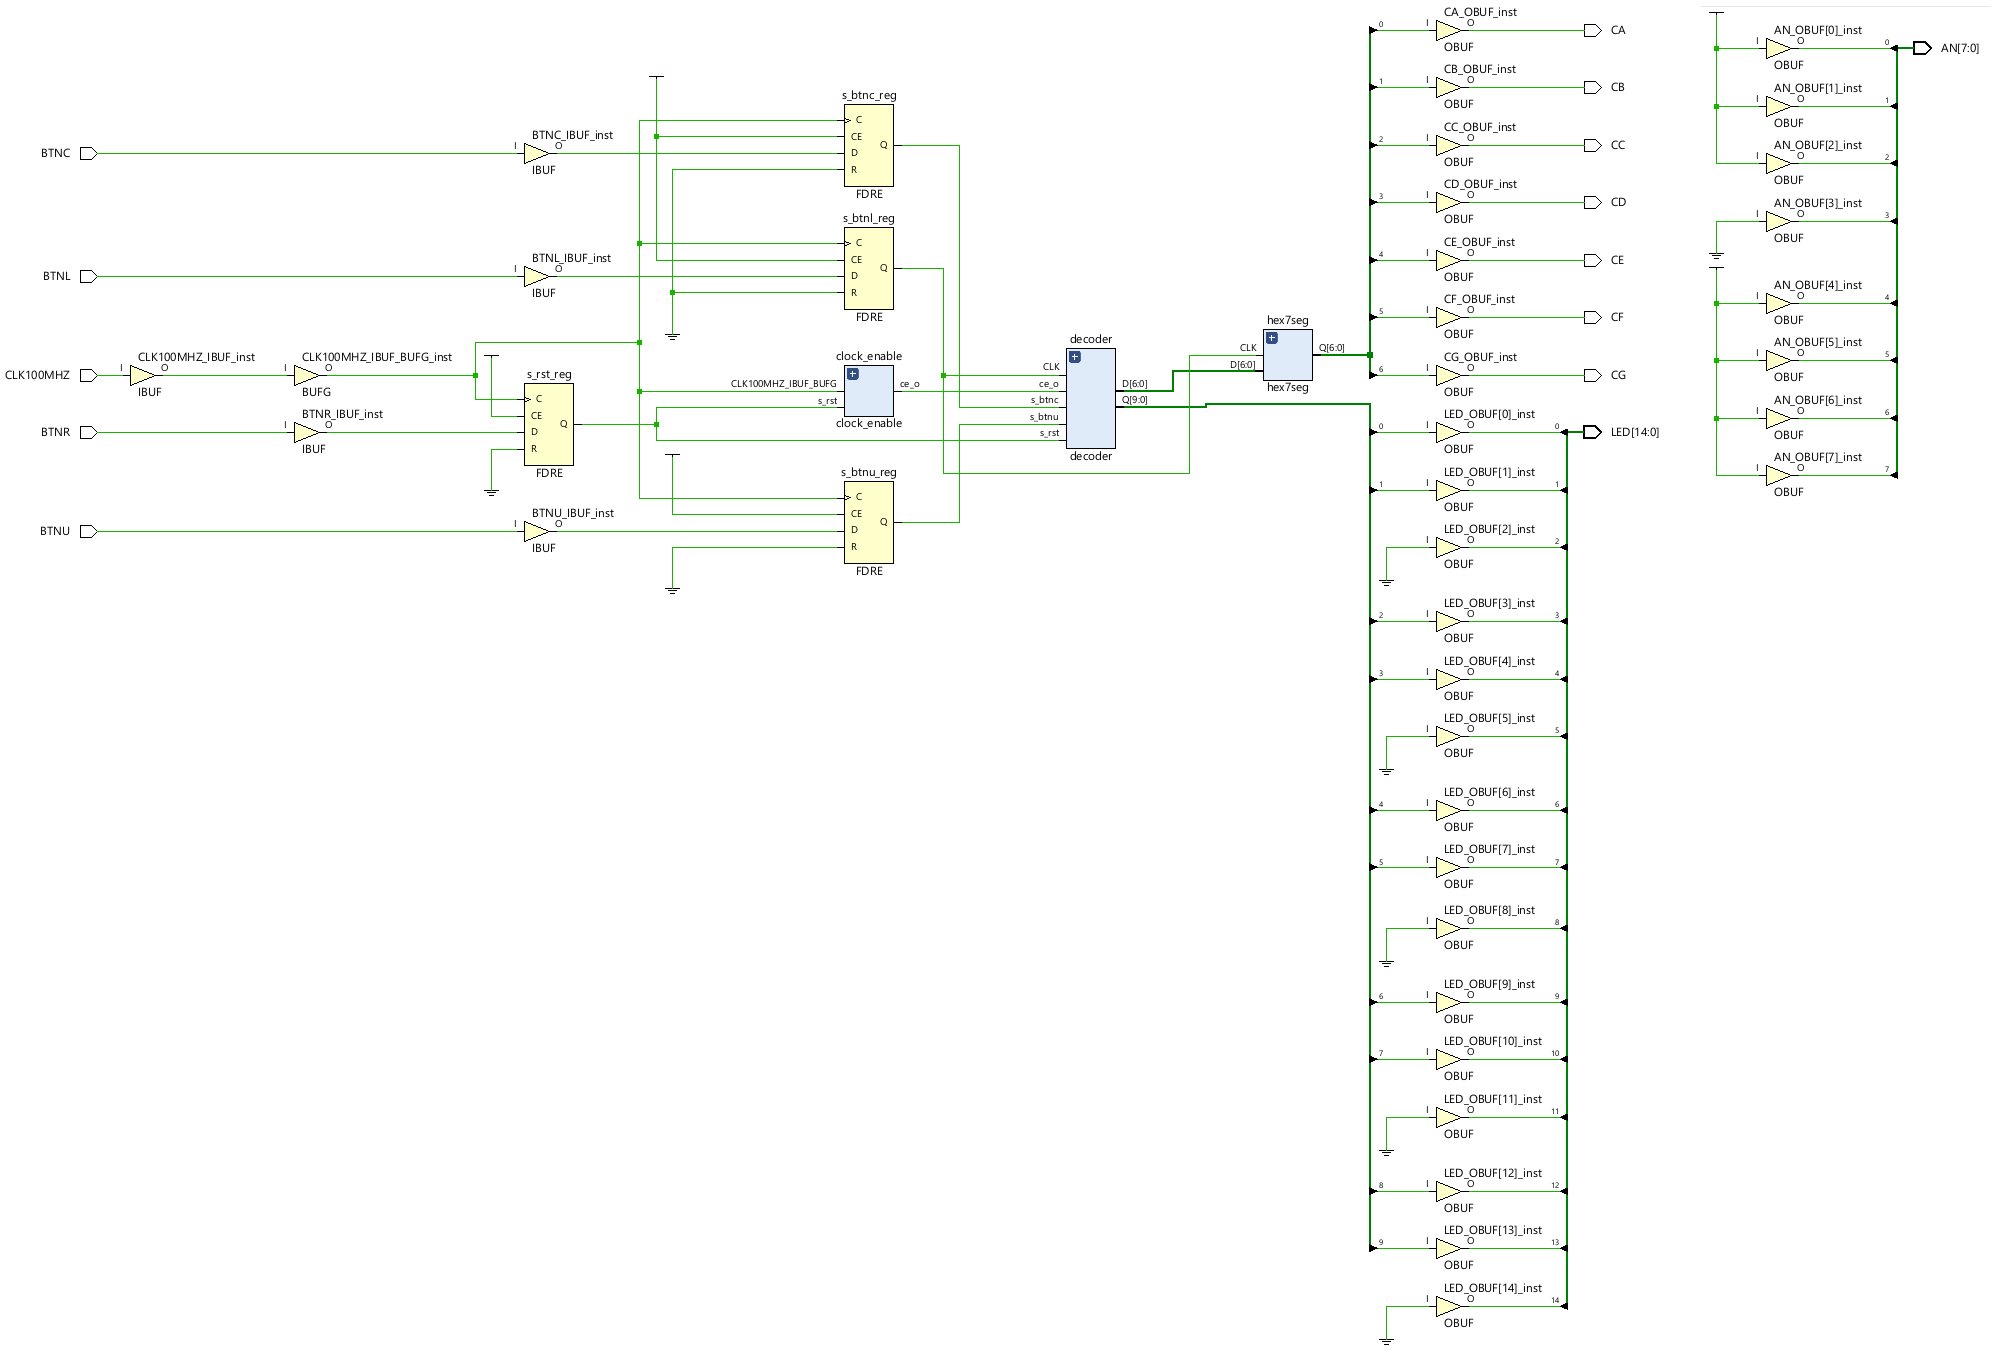 BTNC
I
BTNC_IBUF_inst
O
IBUF
s_btnc_reg
C
CE
D
R
Q
FDRE
BTNL
I
BTNL_IBUF_inst
O
IBUF
s_btnl_reg
C
CE
D
R
Q
FDRE
CLK100MHZ
I
CLK100MHZ_IBUF_inst
O
IBUF
I
CLK100MHZ_IBUF_BUFG_inst
O
BUFG
BTNR
I
BTNR_IBUF_inst
O
IBUF
s_rst_reg
C
CE
D
R
Q
FDRE
clock_enable
CLK100MHZ_IBUF_BUFG
s_rst
ce_o
clock_enable
BTNU
I
BTNU_IBUF_inst
O
IBUF
s_btnu_reg
C
CE
D
R
Q
FDRE
decoder
CLK
ce_o
s_btnc
s_btnu
s_rst
D[6:0]
Q[9:0]
decoder
hex7seg
CLK
D[6:0]
Q[6:0]
hex7seg
0
I
CA_OBUF_inst
O
OBUF
CA
1
I
CB_OBUF_inst
O
OBUF
CB
2
I
CC_OBUF_inst
O
OBUF
CC
3
I
CD_OBUF_inst
O
OBUF
CD
4
I
CE_OBUF_inst
O
OBUF
CE
5
I
CF_OBUF_inst
O
OBUF
CF
6
I
CG_OBUF_inst
O
OBUF
CG
0
I
LED_OBUF[0]_inst
O
OBUF
0
LED[14:0]
1
I
LED_OBUF[1]_inst
O
OBUF
1
I
LED_OBUF[2]_inst
O
OBUF
2
2
I
LED_OBUF[3]_inst
O
OBUF
3
3
I
LED_OBUF[4]_inst
O
OBUF
4
I
LED_OBUF[5]_inst
O
OBUF
5
4
I
LED_OBUF[6]_inst
O
OBUF
6
5
I
LED_OBUF[7]_inst
O
OBUF
7
I
LED_OBUF[8]_inst
O
OBUF
8
6
I
LED_OBUF[9]_inst
O
OBUF
9
7
I
LED_OBUF[10]_inst
O
OBUF
10
I
LED_OBUF[11]_inst
O
OBUF
11
8
I
LED_OBUF[12]_inst
O
OBUF
12
9
I
LED_OBUF[13]_inst
O
OBUF
13
I
LED_OBUF[14]_inst
O
OBUF
14
I
AN_OBUF[0]_inst
O
OBUF
0
AN[7:0]
I
AN_OBUF[1]_inst
O
OBUF
1
I
AN_OBUF[2]_inst
O
OBUF
2
I
AN_OBUF[3]_inst
O
OBUF
3
I
AN_OBUF[4]_inst
O
OBUF
4
I
AN_OBUF[5]_inst
O
OBUF
5
I
AN_OBUF[6]_inst
O
OBUF
6
I
AN_OBUF[7]_inst
O
OBUF
7